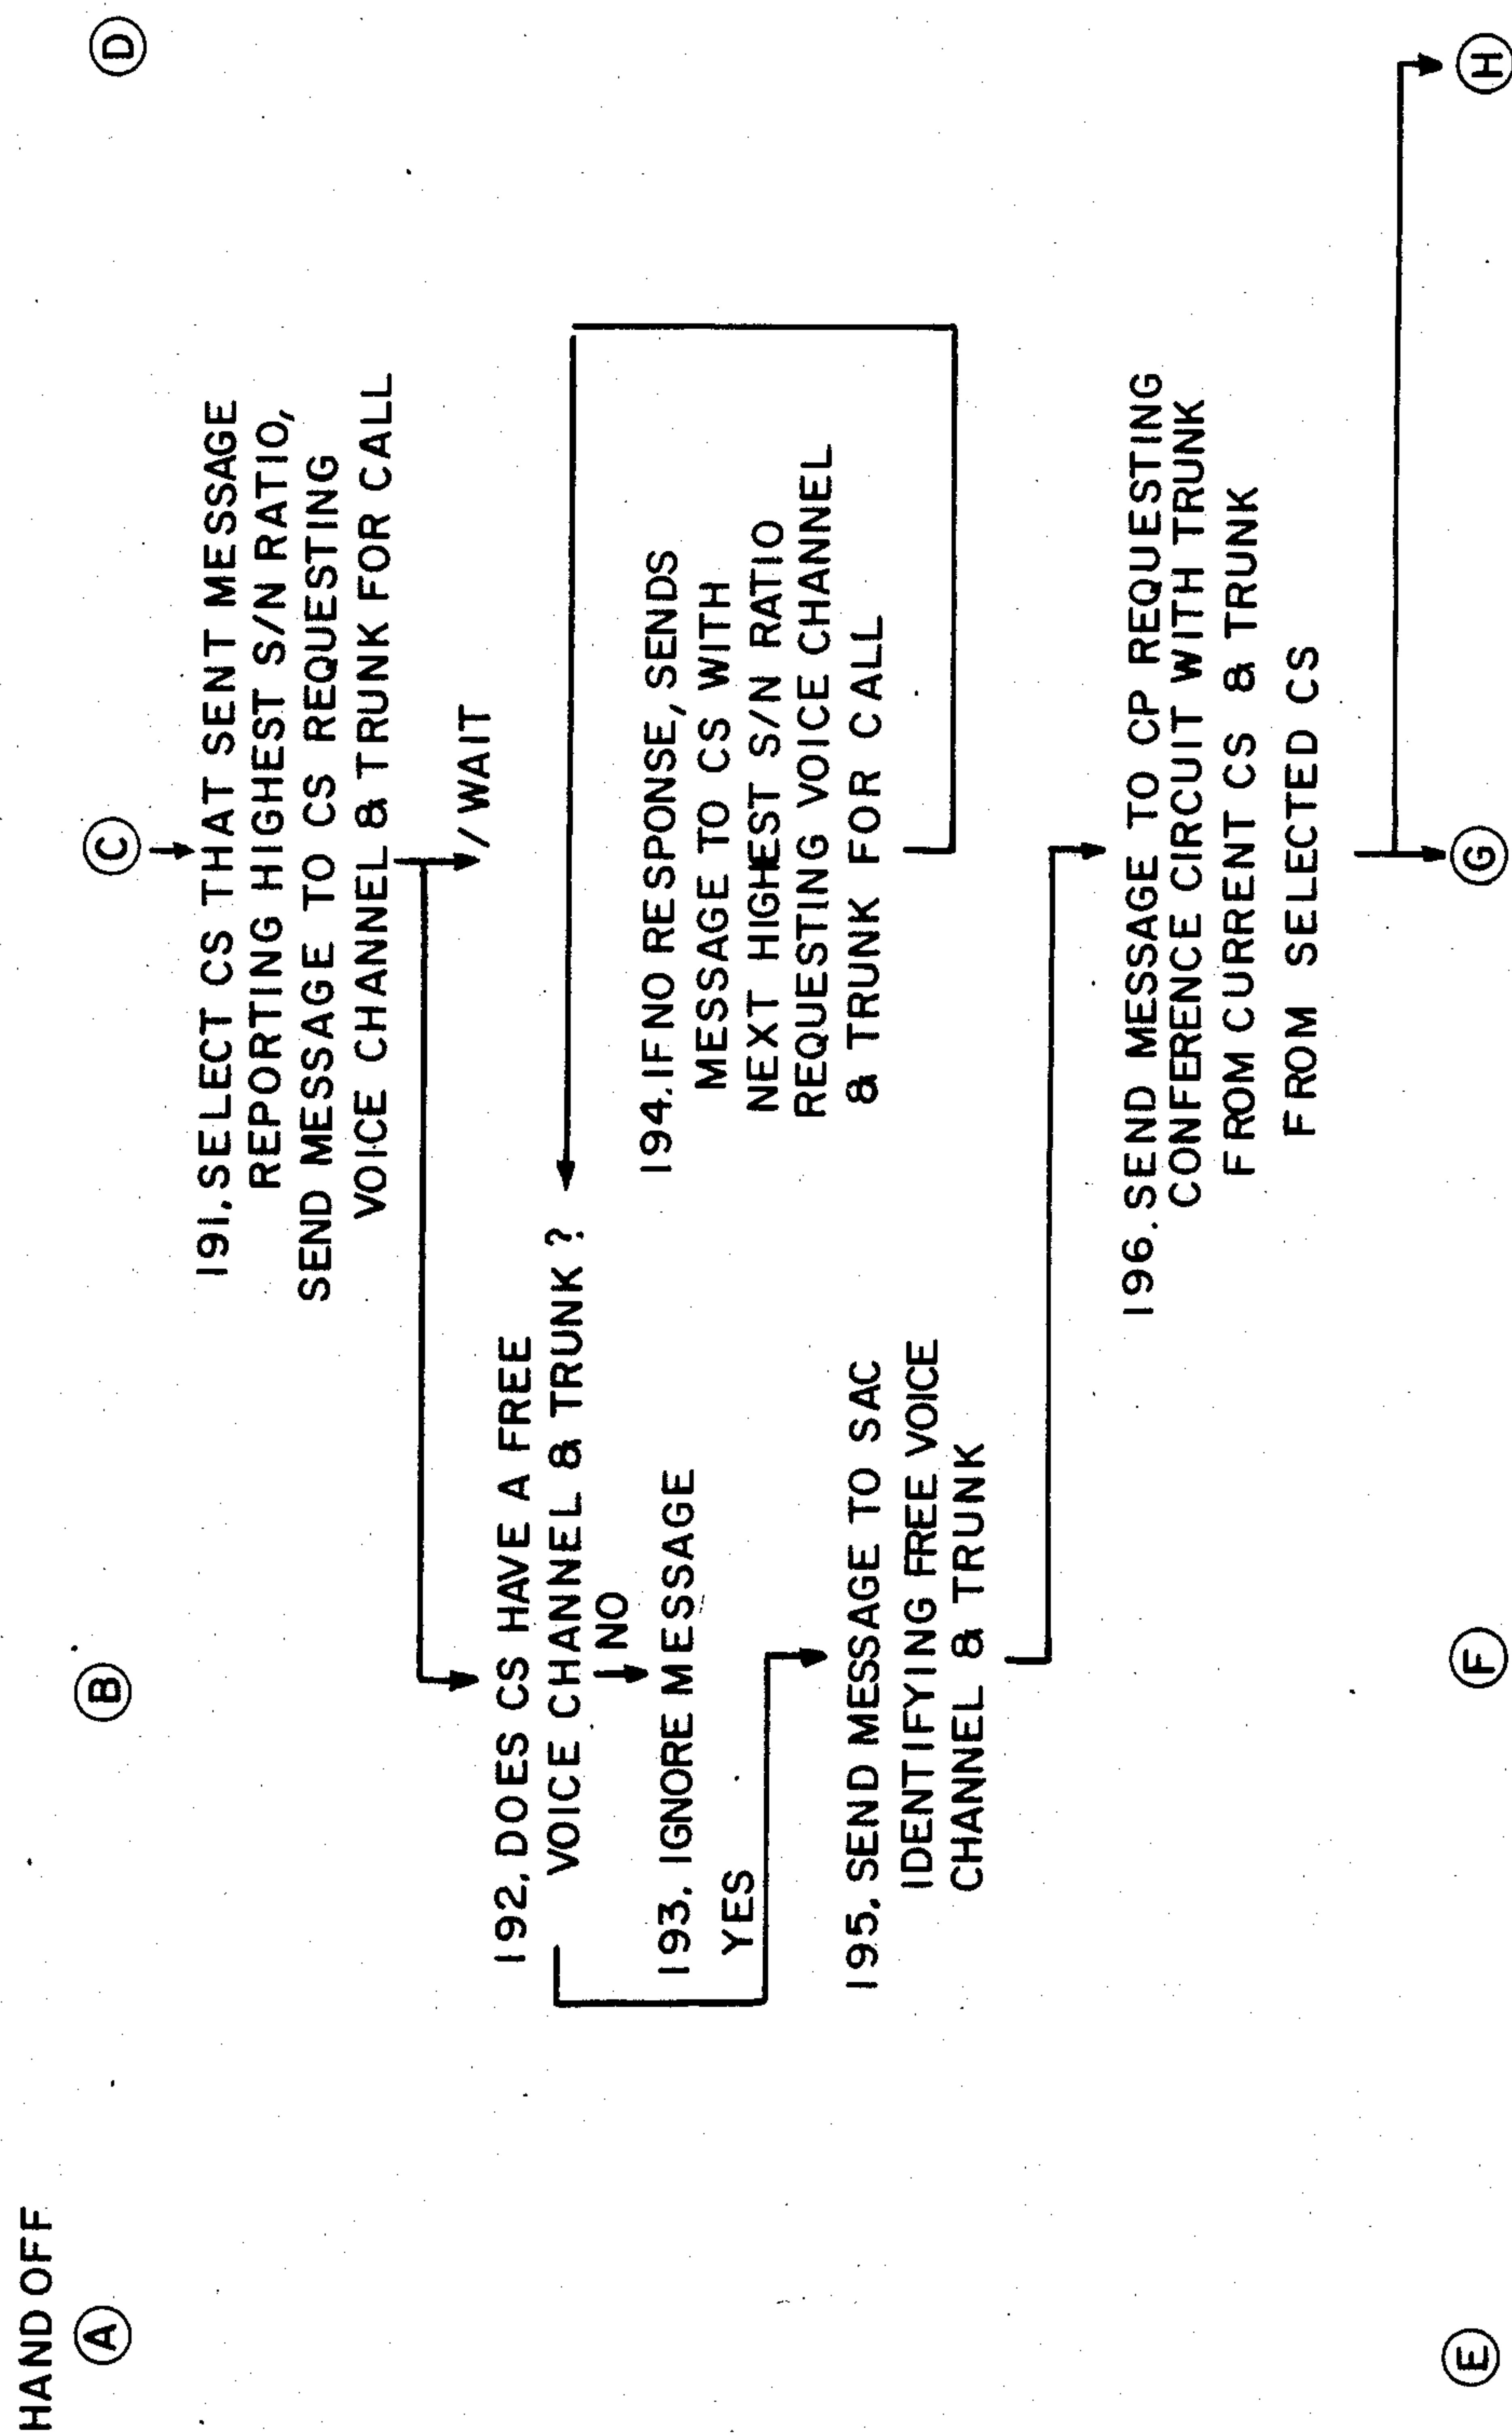 HAND OFF
A
B
C
D
191. SELECT CS THAT SENT MESSAGE
REPORTING HIGHEST S/N RATIO,
SEND MESSAGE TO CS REQUESTING
VOICE CHANNEL & TRUNK FOR CALL
/ WAIT
192. DOES CS HAVE A FREE
VOICE CHANNEL & TRUNK ?
NO
193. IGNORE MESSAGE
YES
194. IF NO RESPONSE, SENDS
MESSAGE TO CS WITH
NEXT HIGHEST S/N RATIO
REQUESTING VOICE CHANNEL
& TRUNK FOR CALL
195. SEND MESSAGE TO SAC
IDENTIFYING FREE VOICE
CHANNEL & TRUNK
196. SEND MESSAGE TO CP REQUESTING
CONFERENCE CIRCUIT WITH TRUNK
FROM CURRENT CS & TRUNK
FROM SELECTED CS
E
F
G
H